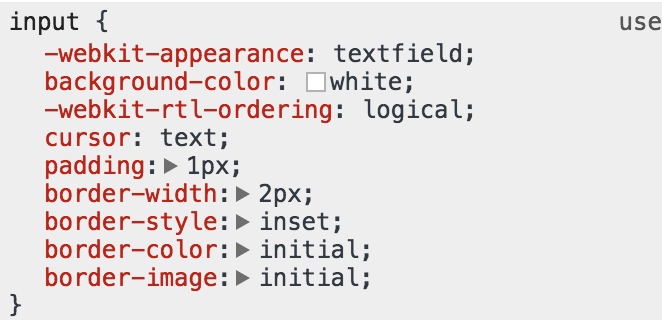 input { use
-webkit-appearance: textfield;
background-color: white;
-webkit-rtl-ordering: logical;
cursor: text;
padding: 1px;
border-width: 2px;
border-style: inset;
border-color: initial;
border-image: initial;
}